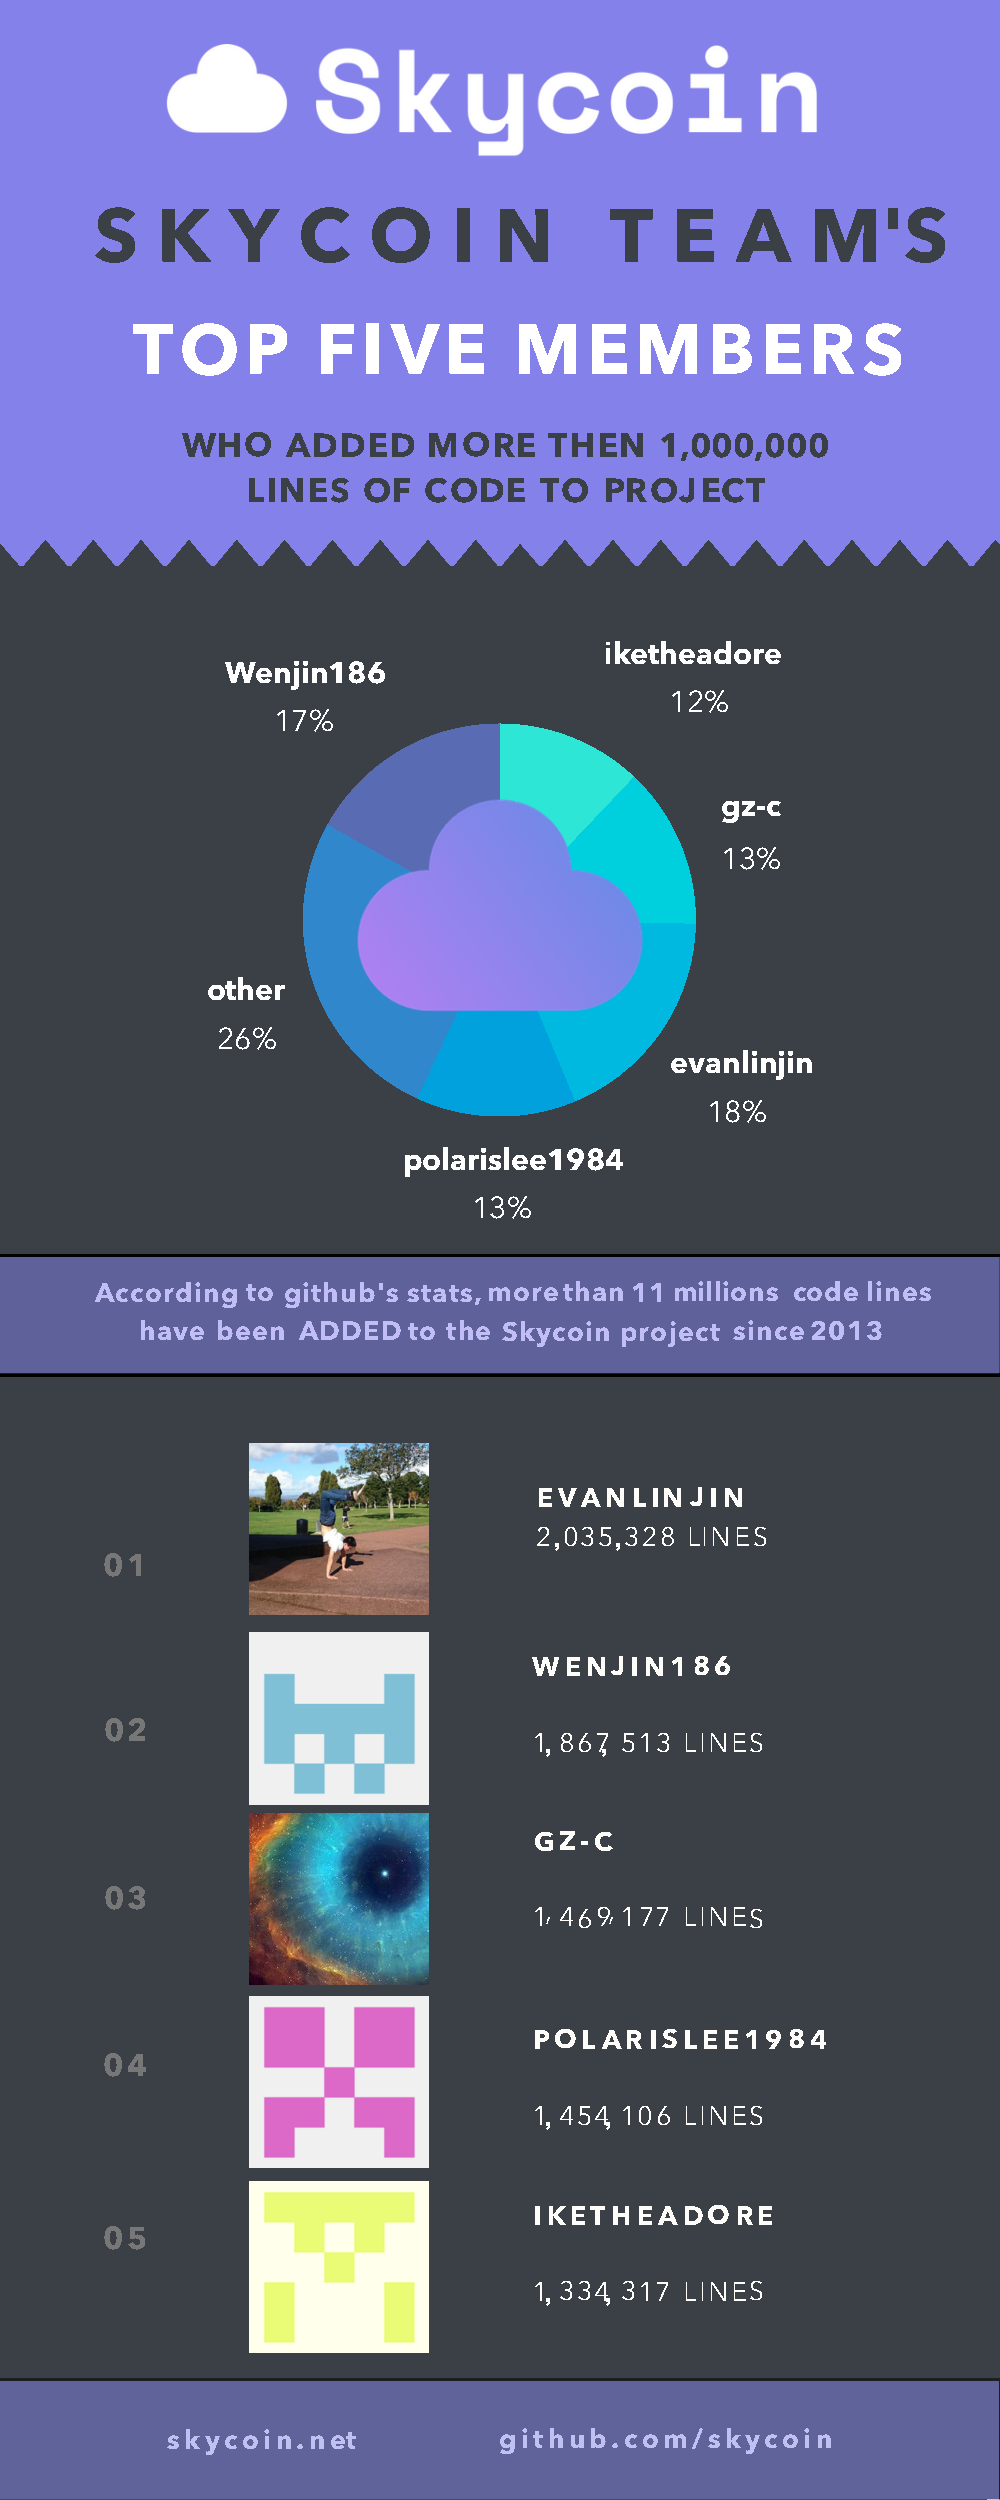 Skycoin
SKYCOIN TEAM'S
TOP FIVE MEMBERS
WHO ADDED MORE THEN 1,000,000
LINES OF CODE TO PROJECT
Wenjin186
17%
iketheadore
12%
gz-c
13%
other
26%
evanlinjin
18%
polarislee1984
13%
According to github's stats, more than 11 millions code lines
have been ADDED to the Skycoin project since 2013
01
EVANLINJIN
2,035,328 LINES
02
WENJIN186
1,867,513 LINES
03
GZ-C
1,469,177 LINES
04
POLARISLEE1984
1,454,106 LINES
05
IKETHEADORE
1,334,317 LINES
skycoin.net
github.com/skycoin